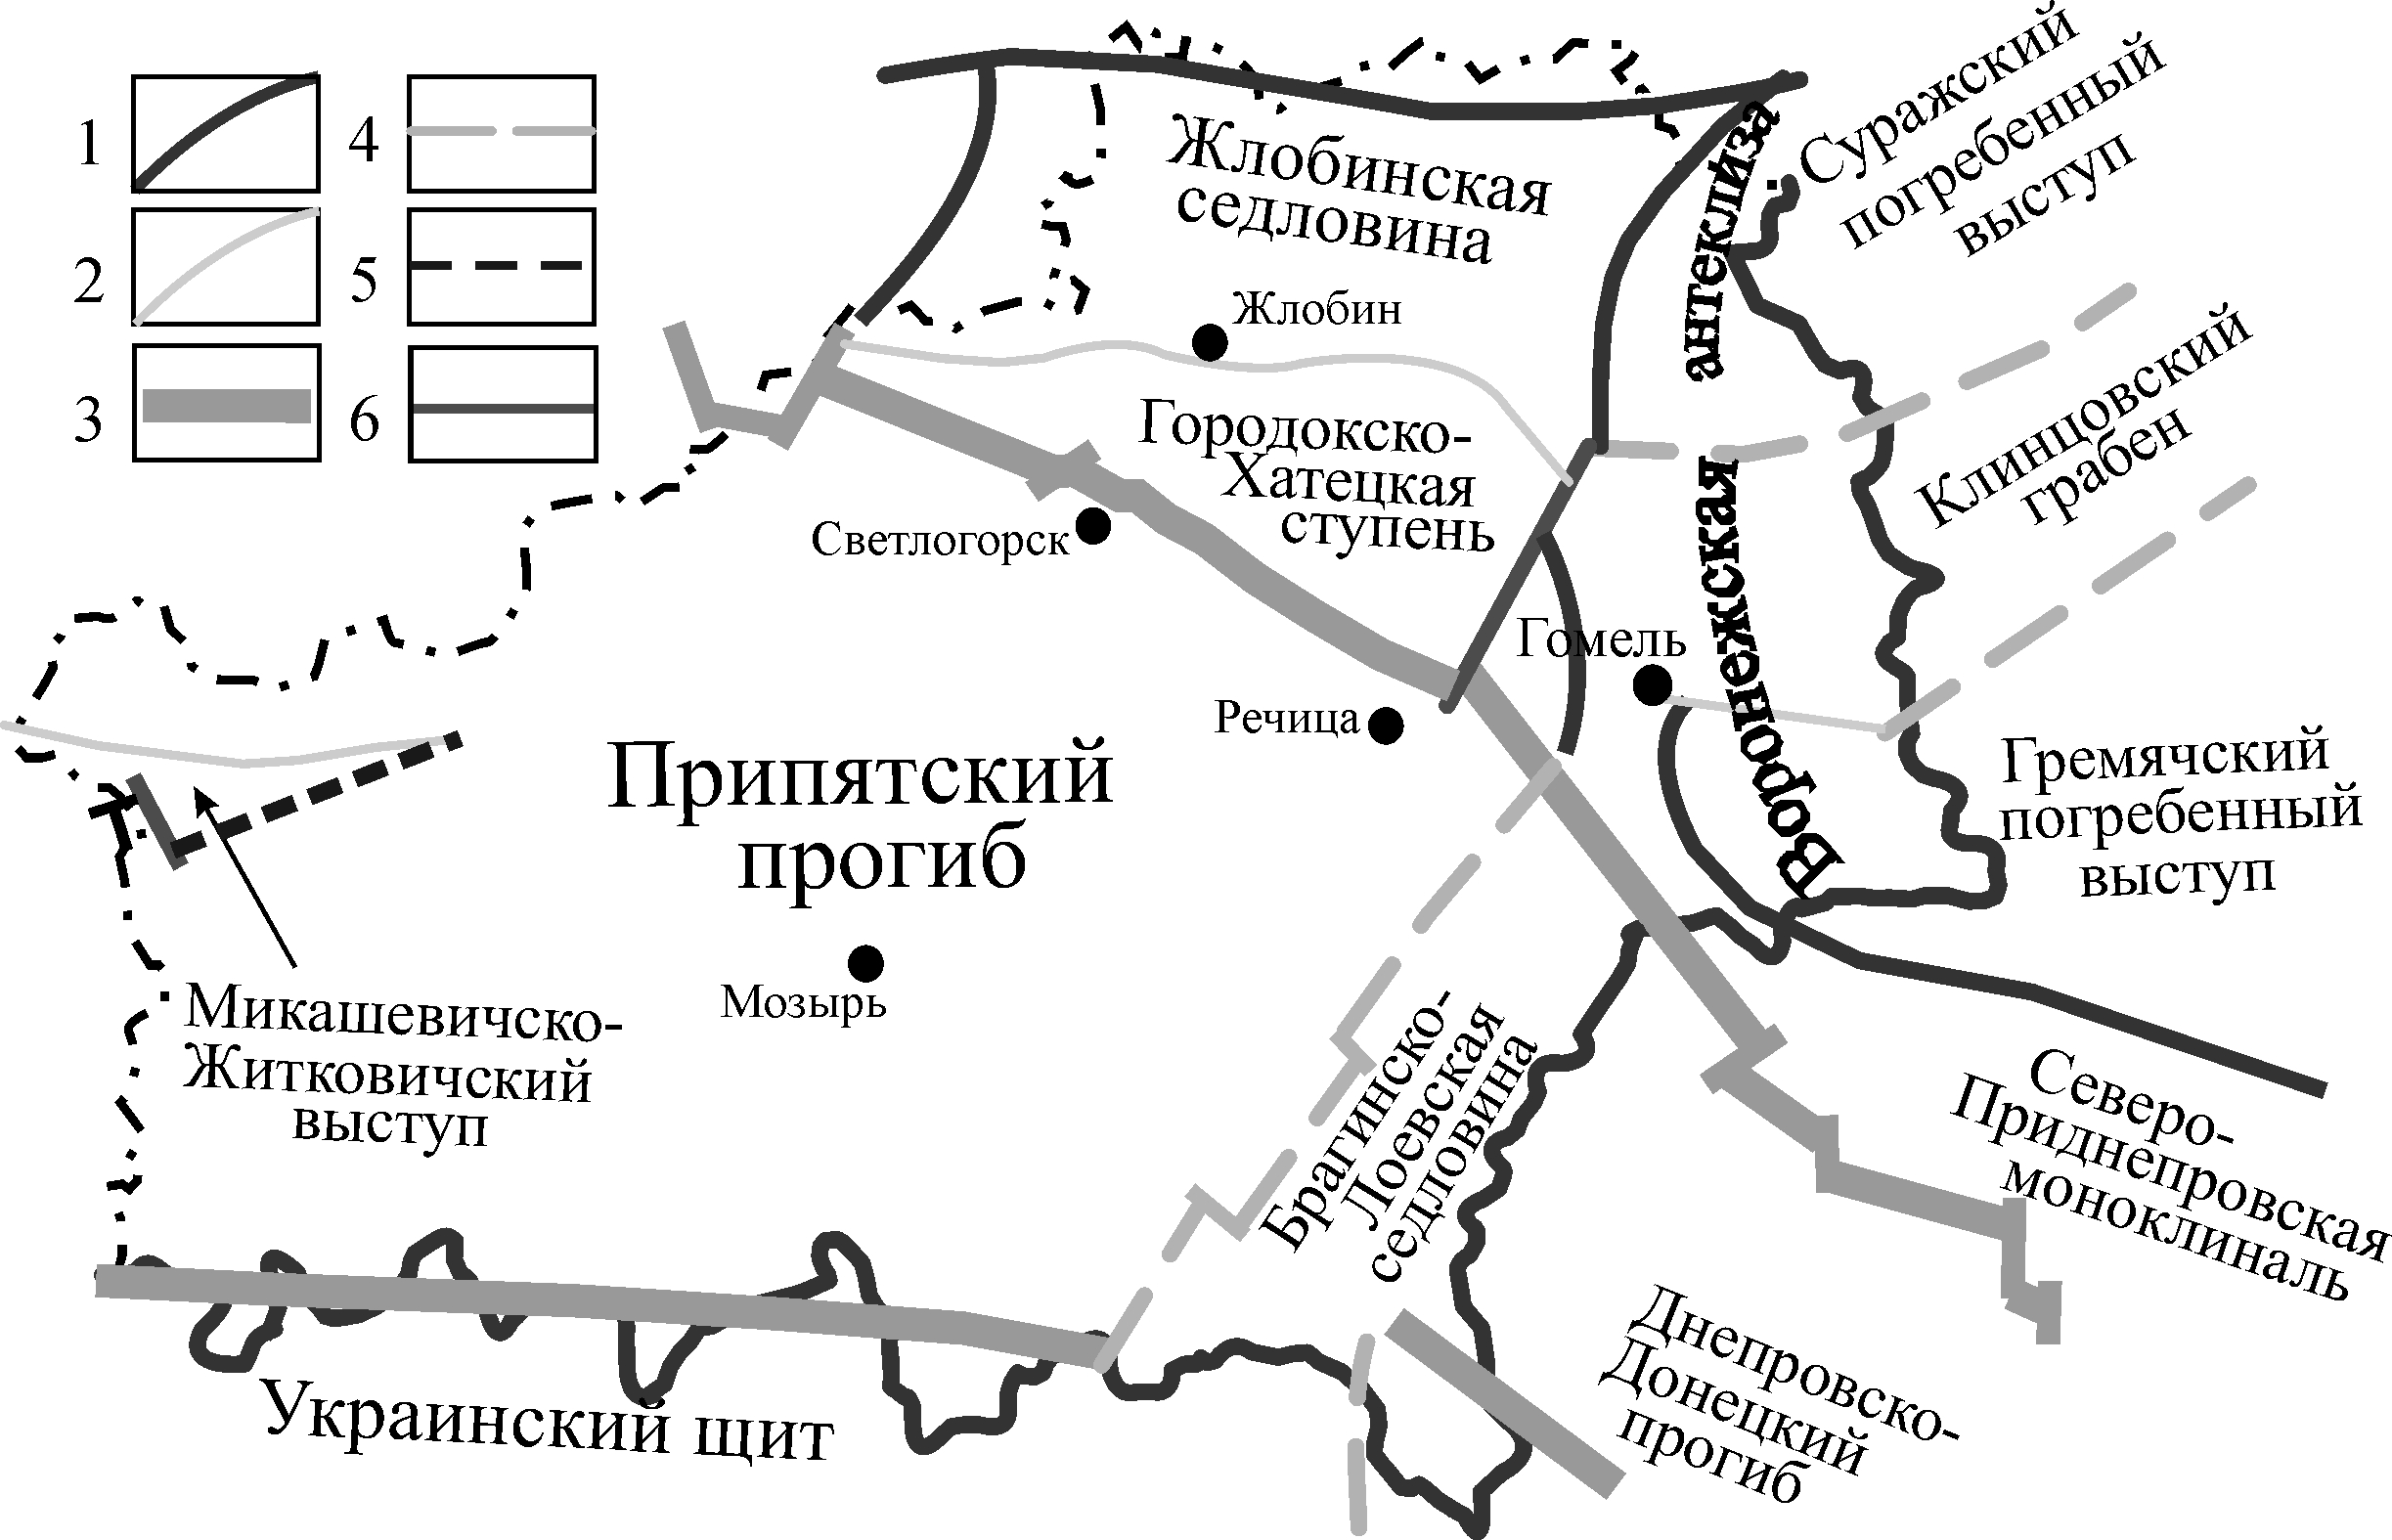 1
4
2
5
3
6
Жлобинская
седловина
Жлобин
Суражский
погребенный
выступ
Воронежская антеклиза
Клинцовский
грабен
Городокско-
Хатецкая
ступень
Светлогорск
Гомель
Речица
Гремячский
погребенный
выступ
Припятский
прогиб
Мозырь
Микашевичско-
Житковичский
выступ
Брагинско-
Лоевская
седловина
Северо-
Приднепровская
моноклиналь
Днепровско-
Донецкий
прогиб
Украинский щит